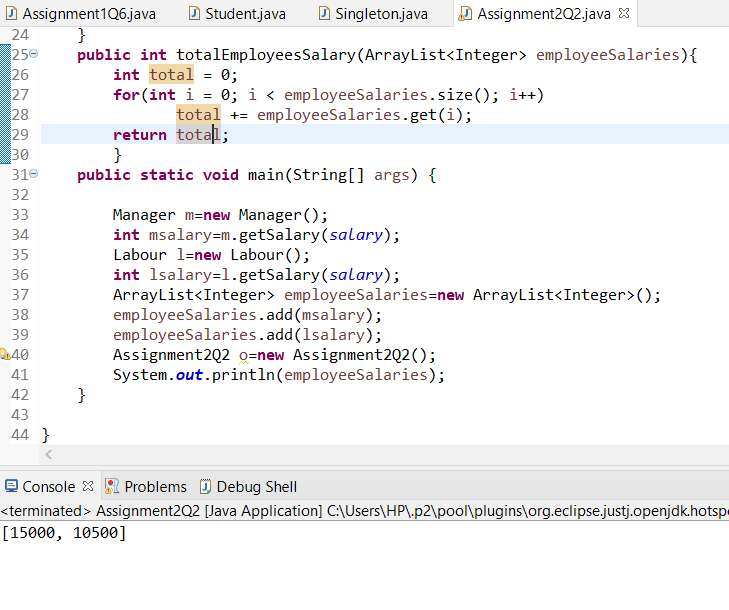 Assignment1Q6.java Student.java Singleton.java Assignment2Q2.java
24 }
25 public int totalEmployeesSalary(ArrayList<Integer> employeeSalaries){
26 int total = 0;
27 for(int i = 0; i < employeeSalaries.size(); i++)
28 total += employeeSalaries.get(i);
29 return total;
30 }
31 public static void main(String[] args) {
32
33 Manager m=new Manager();
34 int msalary=m.getSalary(salary);
35 Labour l=new Labour();
36 int lsalary=l.getSalary(salary);
37 ArrayList<Integer> employeeSalaries=new ArrayList<Integer>();
38 employeeSalaries.add(msalary);
39 employeeSalaries.add(lsalary);
40 Assignment2Q2 o=new Assignment2Q2();
41 System.out.println(employeeSalaries);
42 }
43
44 }
Console Problems Debug Shell
<terminated> Assignment2Q2 [Java Application] C:\Users\HP\.p2\pool\plugins\org.eclipse.justj.openjdk.hotspo
[15000, 10500]